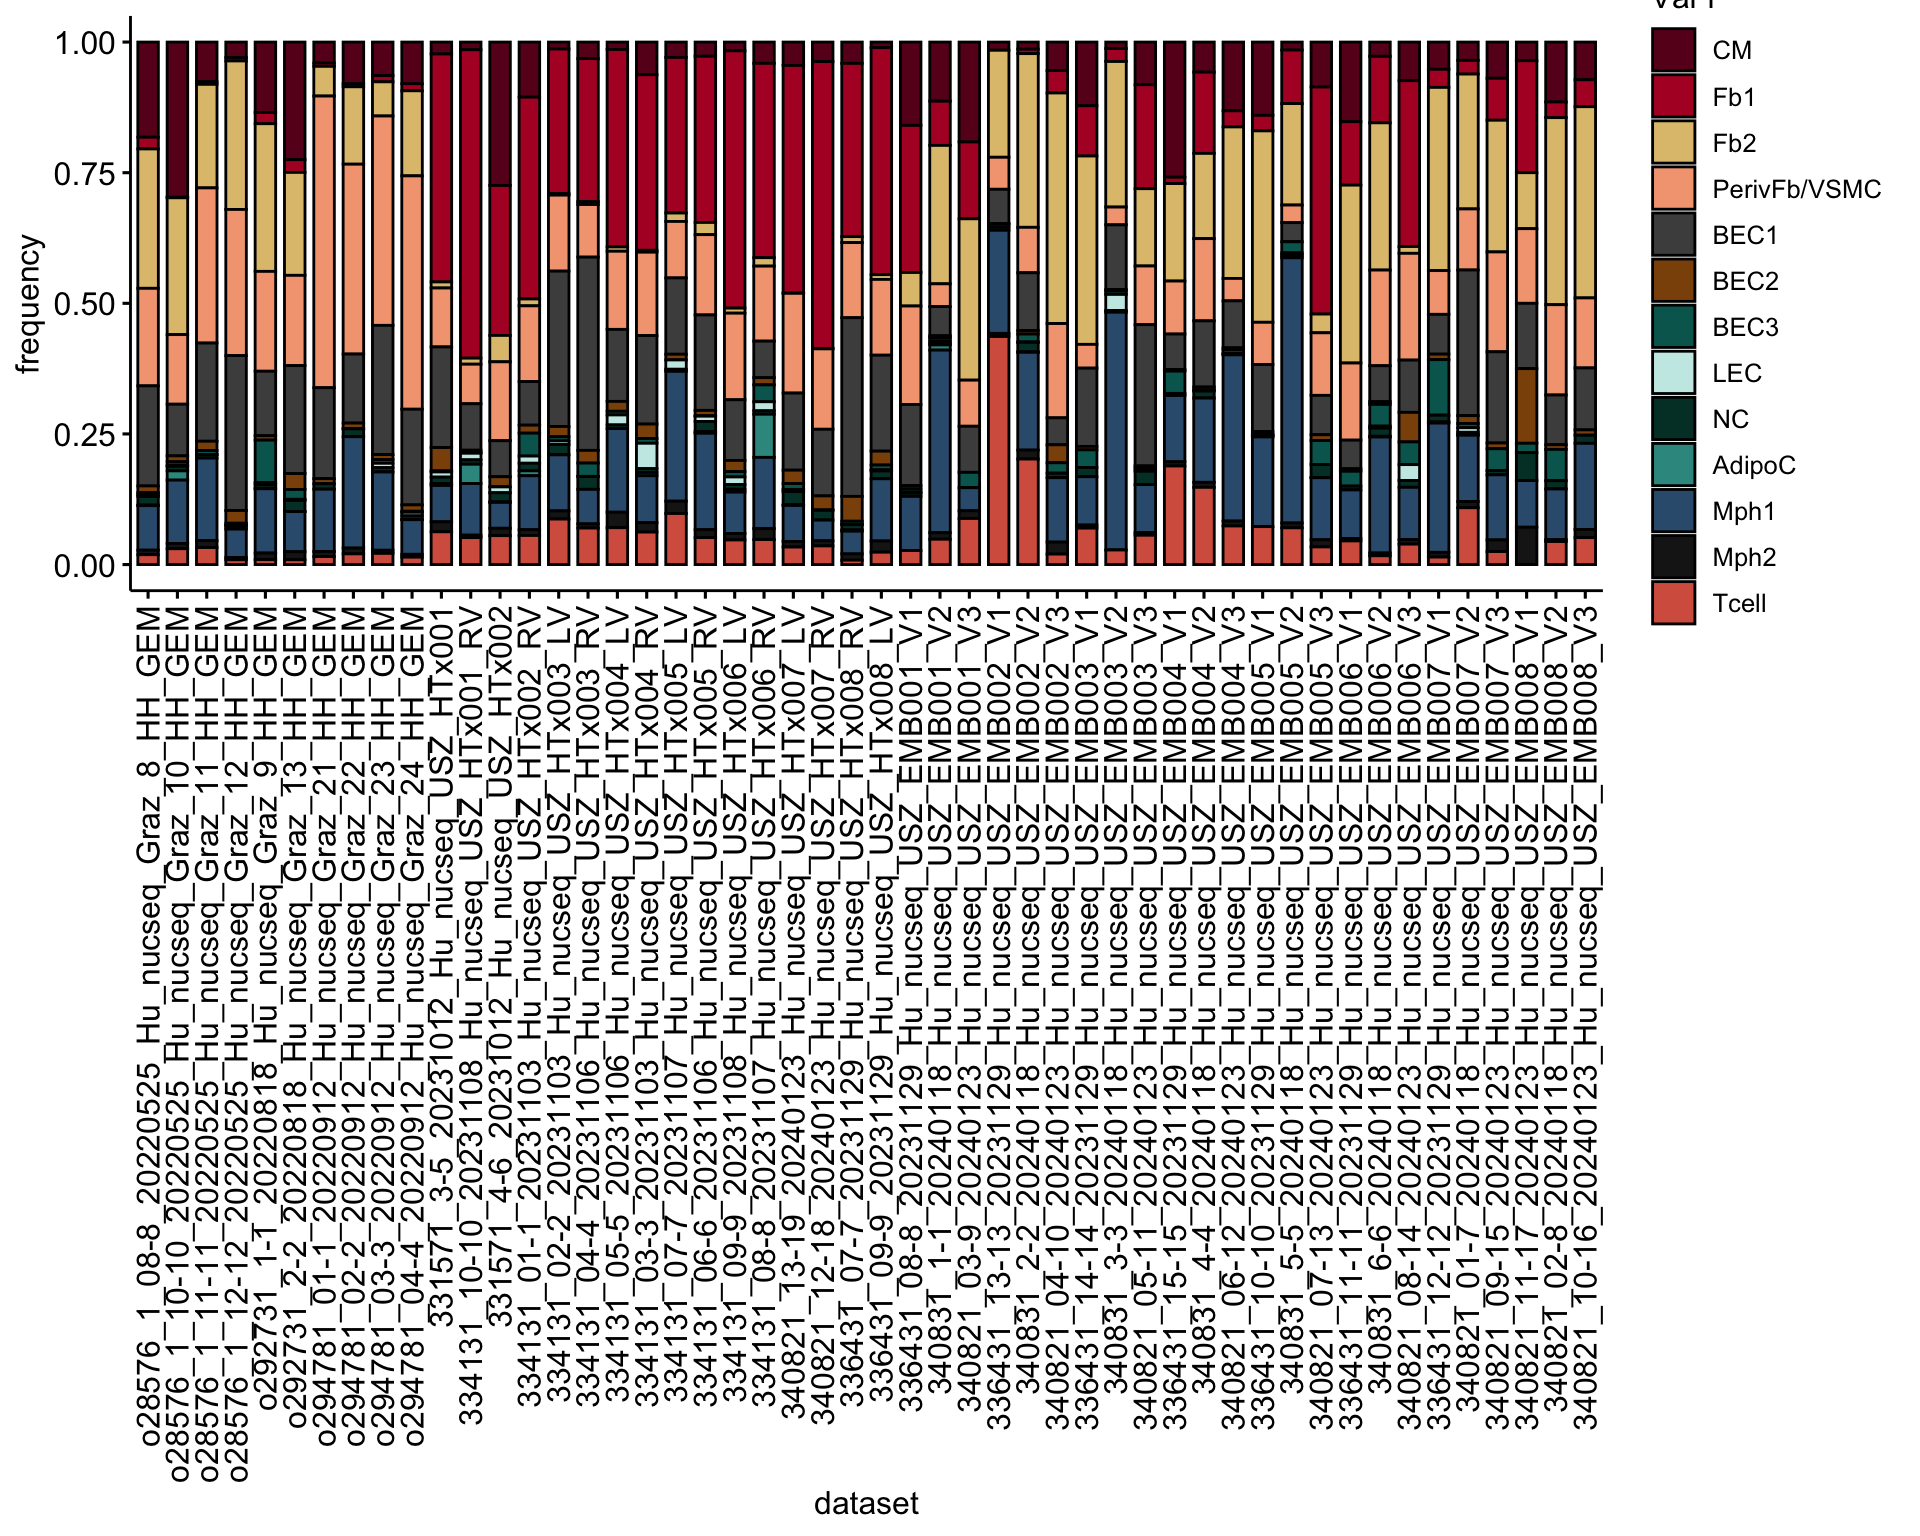 Var1
CM
Fb1
Fb2
PerivFb/VSMC
BEC1
BEC2
BEC3
LEC
NC
AdipoC
Mph1
Mph2
Tcell
frequency
1.00
0.75
0.50
0.25
0.00
o28576_1_08-8_20220525_Hu_nucseq_Graz_8_HH_GEM
o28576_1_10-10_20220525_Hu_nucseq_Graz_10_HH_GEM
o28576_1_11-11_20220525_Hu_nucseq_Graz_11_HH_GEM
o28576_1_12-12_20220525_Hu_nucseq_Graz_12_HH_GEM
o292731_1-1_20220818_Hu_nucseq_Graz_9_HH_GEM
o292731_2-2_20220818_Hu_nucseq_Graz_13_HH_GEM
o294781_01-1_20220912_Hu_nucseq_Graz_21_HH_GEM
o294781_02-2_20220912_Hu_nucseq_Graz_22_HH_GEM
o294781_03-3_20220912_Hu_nucseq_Graz_23_HH_GEM
o294781_04-4_20220912_Hu_nucseq_Graz_24_HH_GEM
331571_3-5_20231012_Hu_nucseq_USZ_HTx001
334131_10-10_20231108_Hu_nucseq_USZ_HTx001_RV
331571_4-6_20231012_Hu_nucseq_USZ_HTx002
334131_01-1_20231103_Hu_nucseq_USZ_HTx002_RV
334131_02-2_20231103_Hu_nucseq_USZ_HTx003_LV
334131_04-4_20231106_Hu_nucseq_USZ_HTx003_RV
334131_05-5_20231106_Hu_nucseq_USZ_HTx004_LV
334131_03-3_20231103_Hu_nucseq_USZ_HTx004_RV
334131_07-7_20231107_Hu_nucseq_USZ_HTx005_LV
334131_06-6_20231106_Hu_nucseq_USZ_HTx005_RV
334131_09-9_20231108_Hu_nucseq_USZ_HTx006_LV
334131_08-8_20231107_Hu_nucseq_USZ_HTx006_RV
340821_13-19_20240123_Hu_nucseq_USZ_HTx007_LV
340821_12-18_20240123_Hu_nucseq_USZ_HTx007_RV
336431_07-7_20231129_Hu_nucseq_USZ_HTx008_RV
336431_09-9_20231129_Hu_nucseq_USZ_HTx008_LV
336431_08-8_20231129_Hu_nucseq_USZ_EMB001_V1
340831_1-1_20240118_Hu_nucseq_USZ_EMB001_V2
340821_03-9_20240123_Hu_nucseq_USZ_EMB001_V3
336431_13-13_20231129_Hu_nucseq_USZ_EMB002_V1
340831_2-2_20240118_Hu_nucseq_USZ_EMB002_V2
340821_04-10_20240123_Hu_nucseq_USZ_EMB002_V3
336431_14-14_20231129_Hu_nucseq_USZ_EMB003_V1
340831_3-3_20240118_Hu_nucseq_USZ_EMB003_V2
340821_05-11_20240123_Hu_nucseq_USZ_EMB003_V3
336431_15-15_20231129_Hu_nucseq_USZ_EMB004_V1
340831_4-4_20240118_Hu_nucseq_USZ_EMB004_V2
340821_06-12_20240123_Hu_nucseq_USZ_EMB004_V3
336431_10-10_20231129_Hu_nucseq_USZ_EMB005_V1
340831_5-5_20240118_Hu_nucseq_USZ_EMB005_V2
340821_07-13_20240123_Hu_nucseq_USZ_EMB005_V3
336431_11-11_20231129_Hu_nucseq_USZ_EMB006_V1
340831_6-6_20240118_Hu_nucseq_USZ_EMB006_V2
340821_08-14_20240123_Hu_nucseq_USZ_EMB006_V3
336431_12-12_20231129_Hu_nucseq_USZ_EMB007_V1
340821_01-7_20240118_Hu_nucseq_USZ_EMB007_V2
340821_09-15_20240123_Hu_nucseq_USZ_EMB007_V3
340821_11-17_20240123_Hu_nucseq_USZ_EMB008_V1
340821_02-8_20240118_Hu_nucseq_USZ_EMB008_V2
340821_10-16_20240123_Hu_nucseq_USZ_EMB008_V3
dataset